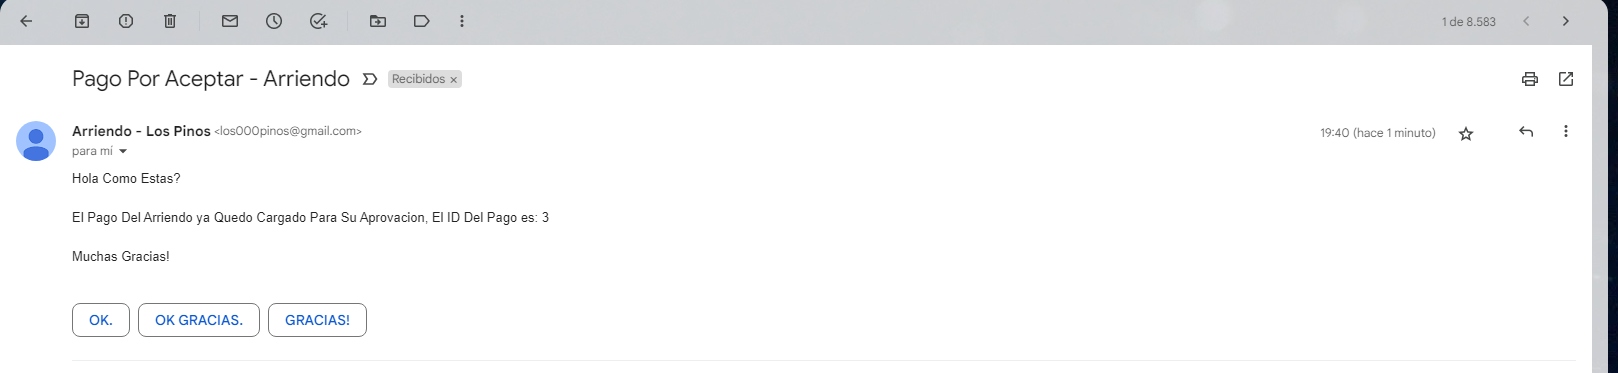 1 de 8.583
Pago Por Aceptar - Arriendo Recibidos ×
Arriendo - Los Pinos <los000pinos@gmail.com> 19:40 (hace 1 minuto)
para mí
Hola Como Estas?
El Pago Del Arriendo ya Quedo Cargado Para Su Aprovacion, El ID Del Pago es: 3
Muchas Gracias!
OK. OK GRACIAS. GRACIAS!